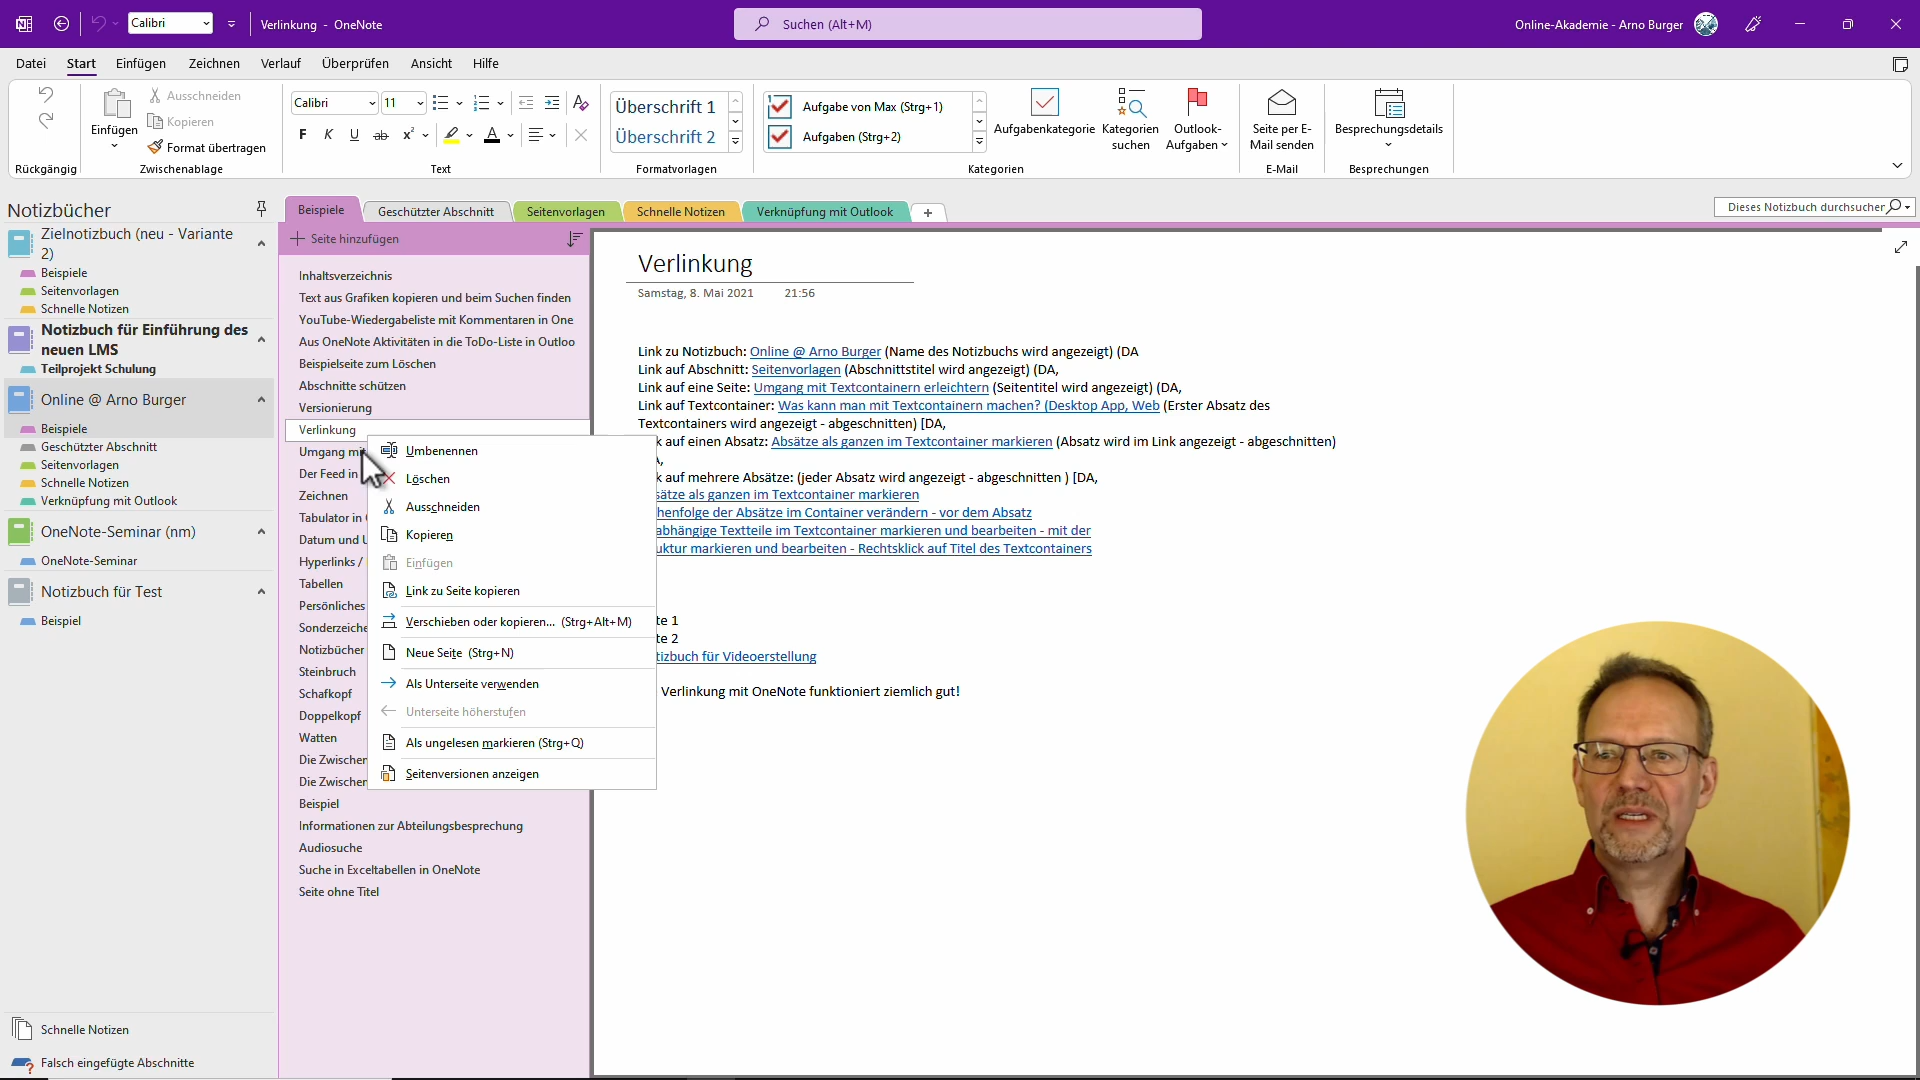 Calibri
Verlinkung - OneNote
Suchen (Alt+M)
Online-Akademie - Arno Burger
Datei
Start
Einfügen
Zeichnen
Verlauf
Überprüfen
Ansicht
Hilfe
Einfügen
Ausschneiden
Kopieren
Format übertragen
Rückgängig
Zwischenablage
Calibri
11
F K U ab x²
A
Text
Überschrift 1
Überschrift 2
Formatvorlagen
Aufgabe von Max (Strg+1)
Aufgaben (Strg+2)
Aufgabenkategorie
Kategorien suchen
Outlook-Aufgaben
Kategorien
Seite per E-Mail senden
E-Mail
Besprechungsdetails
Besprechungen
Notizbücher
Zielnotizbuch (neu - Variante
2)
Beispiele
Seitenvorlagen
Schnelle Notizen
Notizbuch für Einführung des
neuen LMS
Teilprojekt Schulung
Online @ Arno Burger
Beispiele
Geschützter Abschnitt
Seitenvorlagen
Schnelle Notizen
Verknüpfung mit Outlook
OneNote-Seminar (nm)
OneNote-Seminar
Notizbuch für Test
Beispiel
Schnelle Notizen
Falsch eingefügte Abschnitte
Beispiele
Geschützter Abschnitt
Seitenvorlagen
Schnelle Notizen
Verknüpfung mit Outlook
+
Dieses Notizbuch durchsuchen
Seite hinzufügen
Inhaltsverzeichnis
Text aus Grafiken kopieren und beim Suchen finden
YouTube-Wiedergabeliste mit Kommentaren in One
Aus OneNote Aktivitäten in die ToDo-Liste in Outloo
Beispielseite zum Löschen
Abschnitte schützen
Versionierung
Verlinkung
Umgang mit
Der Feed in
Zeichnen
Tabulator in
Datum und U
Hyperlinks /
Tabellen
Persönliches
Sonderzeiche
Notizbücher
Steinbruch
Schafkopf
Doppelkopf
Watten
Die Zwischen
Die Zwischen
Beispiel
Informationen zur Abteilungsbesprechung
Audiosuche
Suche in Exceltabellen in OneNote
Seite ohne Titel
Umbenennen
Löschen
Ausschneiden
Kopieren
Einfügen
Link zu Seite kopieren
Verschieben oder kopieren... (Strg+Alt+M)
Neue Seite (Strg+N)
Als Unterseite verwenden
Unterseite höherstufen
Als ungelesen markieren (Strg+Q)
Seitenversionen anzeigen
Verlinkung
Samstag, 8. Mai 2021 21:56
Link zu Notizbuch: Online @ Arno Burger (Name des Notizbuchs wird angezeigt) (DA
Link auf Abschnitt: Seitenvorlagen (Abschnittstitel wird angezeigt) (DA,
Link auf eine Seite: Umgang mit Textcontainern erleichtern (Seitentitel wird angezeigt) (DA,
Link auf Textcontainer: Was kann man mit Textcontainern machen? (Desktop App, Web (Erster Absatz des
Textcontainers wird angezeigt - abgeschnitten) [DA,
k auf einen Absatz: Absätze als ganzen im Textcontainer markieren (Absatz wird im Link angezeigt - abgeschnitten)
,
k auf mehrere Absätze: (jeder Absatz wird angezeigt - abgeschnitten ) [DA,
sätze als ganzen im Textcontainer markieren
henfolge der Absätze im Container verändern - vor dem Absatz
abhängige Textteile im Textcontainer markieren und bearbeiten - mit der
uktur markieren und bearbeiten - Rechtsklick auf Titel des Textcontainers
te 1
te 2
tizbuch für Videoerstellung
Verlinkung mit OneNote funktioniert ziemlich gut!